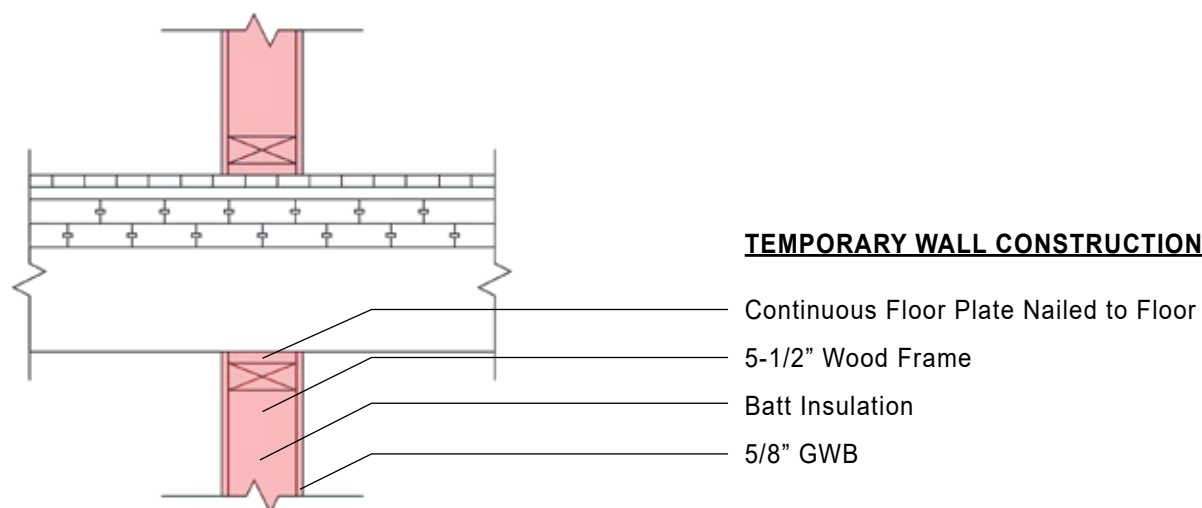 TEMPORARY WALL CONSTRUCTION
Continuous Floor Plate Nailed to Floor
5-1/2” Wood Frame
Batt Insulation
5/8” GWB